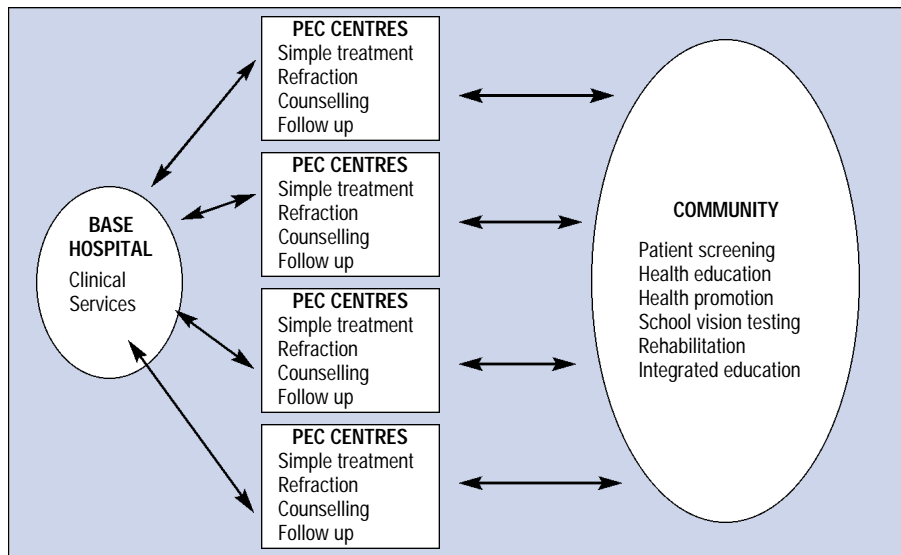 BASE
HOSPITAL
Clinical
Services
PEC CENTRES
Simple treatment
Refraction
Counselling
Follow up
PEC CENTRES
Simple treatment
Refraction
Counselling
Follow up
PEC CENTRES
Simple treatment
Refraction
Counselling
Follow up
PEC CENTRES
Simple treatment
Refraction
Counselling
Follow up
COMMUNITY
Patient screening
Health education
Health promotion
School vision testing
Rehabilitation
Integrated education